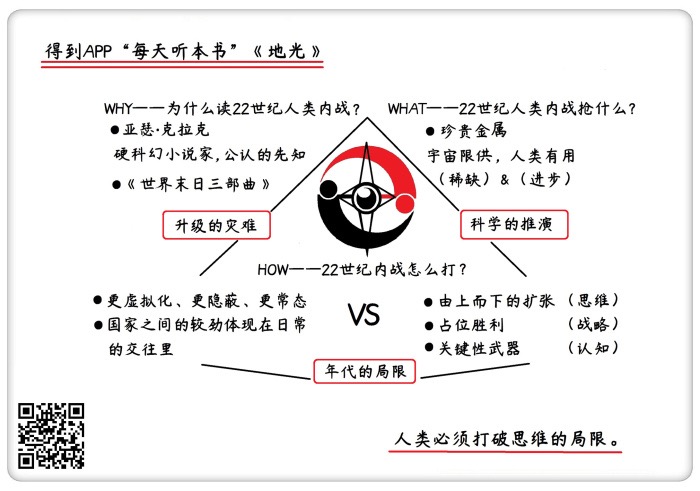 得到APP“每天听本书”《地光》
WHY——为什么读22世纪人类内战？
●亚瑟·克拉克
硬科幻小说家,公认的先知
●《世界末日三部曲》
升级的灾难
WHAT——22世纪人类内战抢什么？
●珍贵金属
宇宙限供，人类有用
（稀缺）&（进步）
科学的推演
HOW——22世纪内战怎么打？
●更虚拟化、更隐蔽、更常态
●国家之间的较劲体现在日常
的交往里
VS
●由上而下的扩张（思维）
●占位胜利（战略）
●关键性武器（认知）
年代的局限
人类必须打破思维的局限。